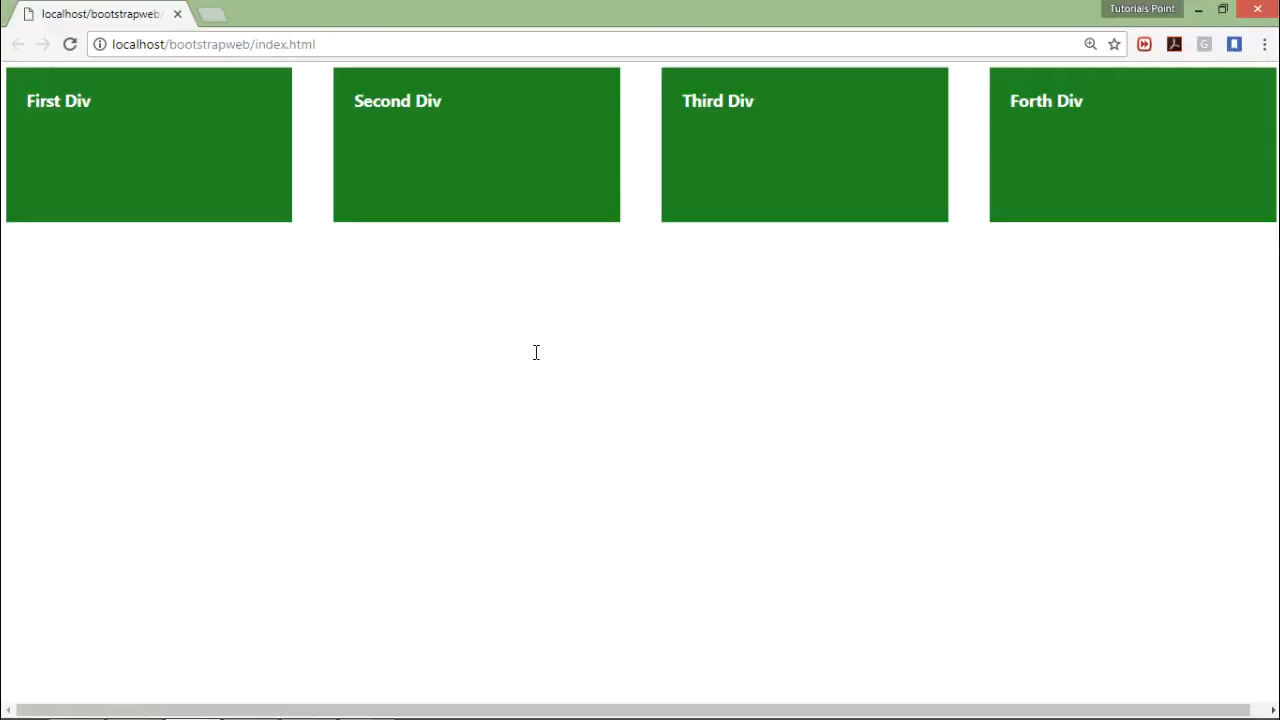 localhost/bootstrapweb/
Tutorials Point
localhost/bootstrapweb/index.html
G
First Div
Second Div
Third Div
Forth Div